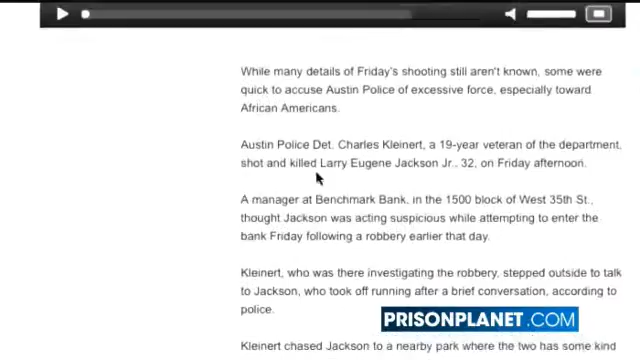 While many details of Friday's shooting still aren't known, some were
quick to accuse Austin Police of excessive force, especially toward
African Americans.
Austin Police Det. Charles Kleinert, a 19-year veteran of the department,
shot and killed Larry Eugene Jackson Jr., 32, on Friday afternoon.
A manager at Benchmark Bank, in the 1500 block of West 35th St.,
thought Jackson was acting suspicious while attempting to enter the
bank Friday following a robbery earlier that day.
Kleinert, who was there investigating the robbery, stepped outside to talk
to Jackson, who took off running after a brief conversation, according to
police.
PRISONPLANET.COM
Kleinert chased Jackson to a nearby park where the two has some kind